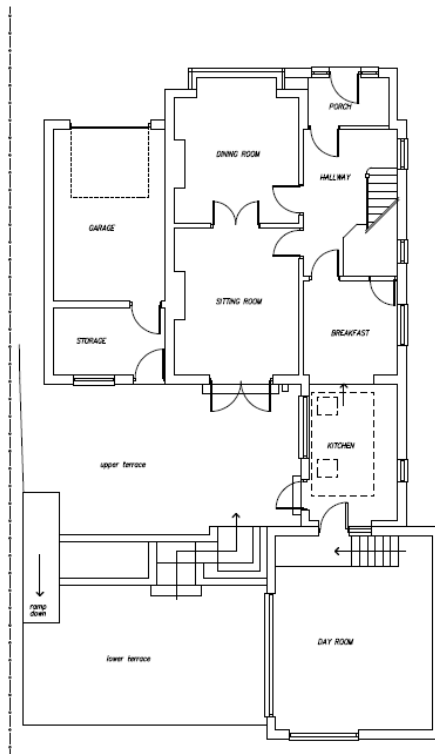 PORCH
DINING ROOM
HALLWAY
GARAGE
SITTING ROOM
BREAKFAST
STORAGE
KITCHEN
upper terrace
ramp
down
DAY ROOM
lower terrace